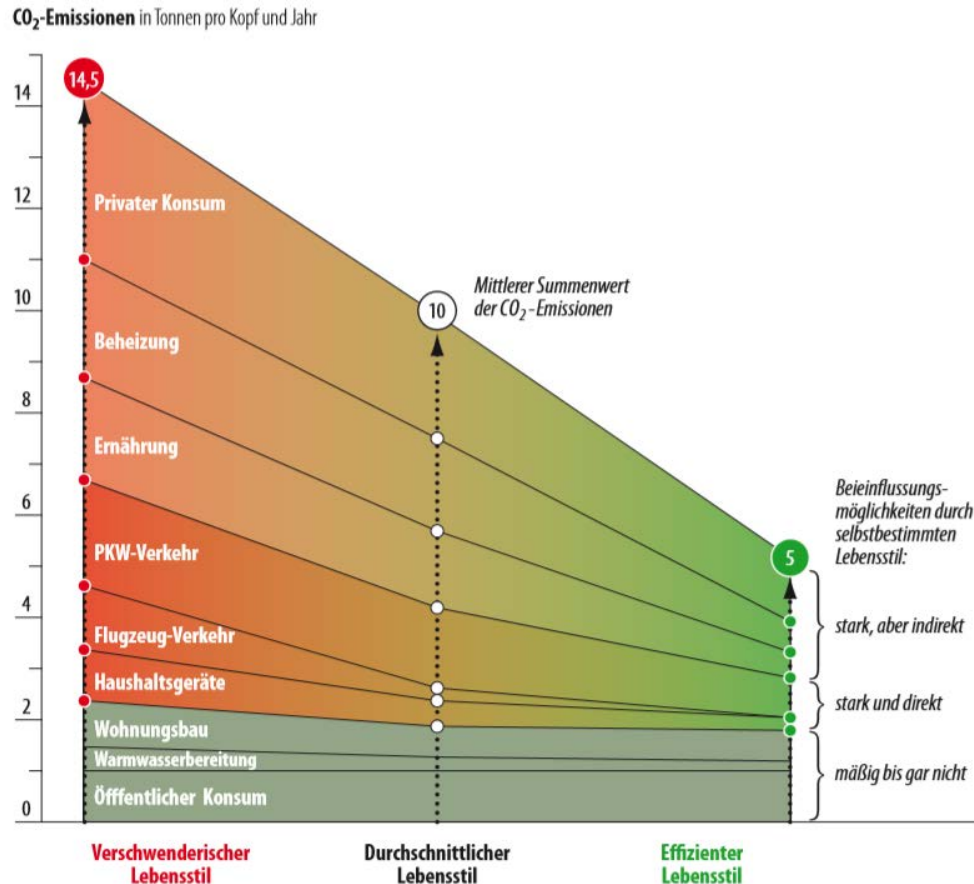 CO₂-Emissionen in Tonnen pro Kopf und Jahr
14,5
14
12
10
8
6
4
2
0
Privater Konsum
Beheizung
Ernährung
PKW-Verkehr
Flugzeug-Verkehr
Haushaltsgeräte
Wohnungsbau
Warmwasserbereitung
Öfffentlicher Konsum
10
Mittlerer Summenwert
der CO₂-Emissionen
5
Beieinflussungs-
möglichkeiten durch
selbstbestimmten
Lebensstil:
stark, aber indirekt
stark und direkt
mäßig bis gar nicht
Verschwenderischer
Lebensstil
Durchschnittlicher
Lebensstil
Effizienter
Lebensstil